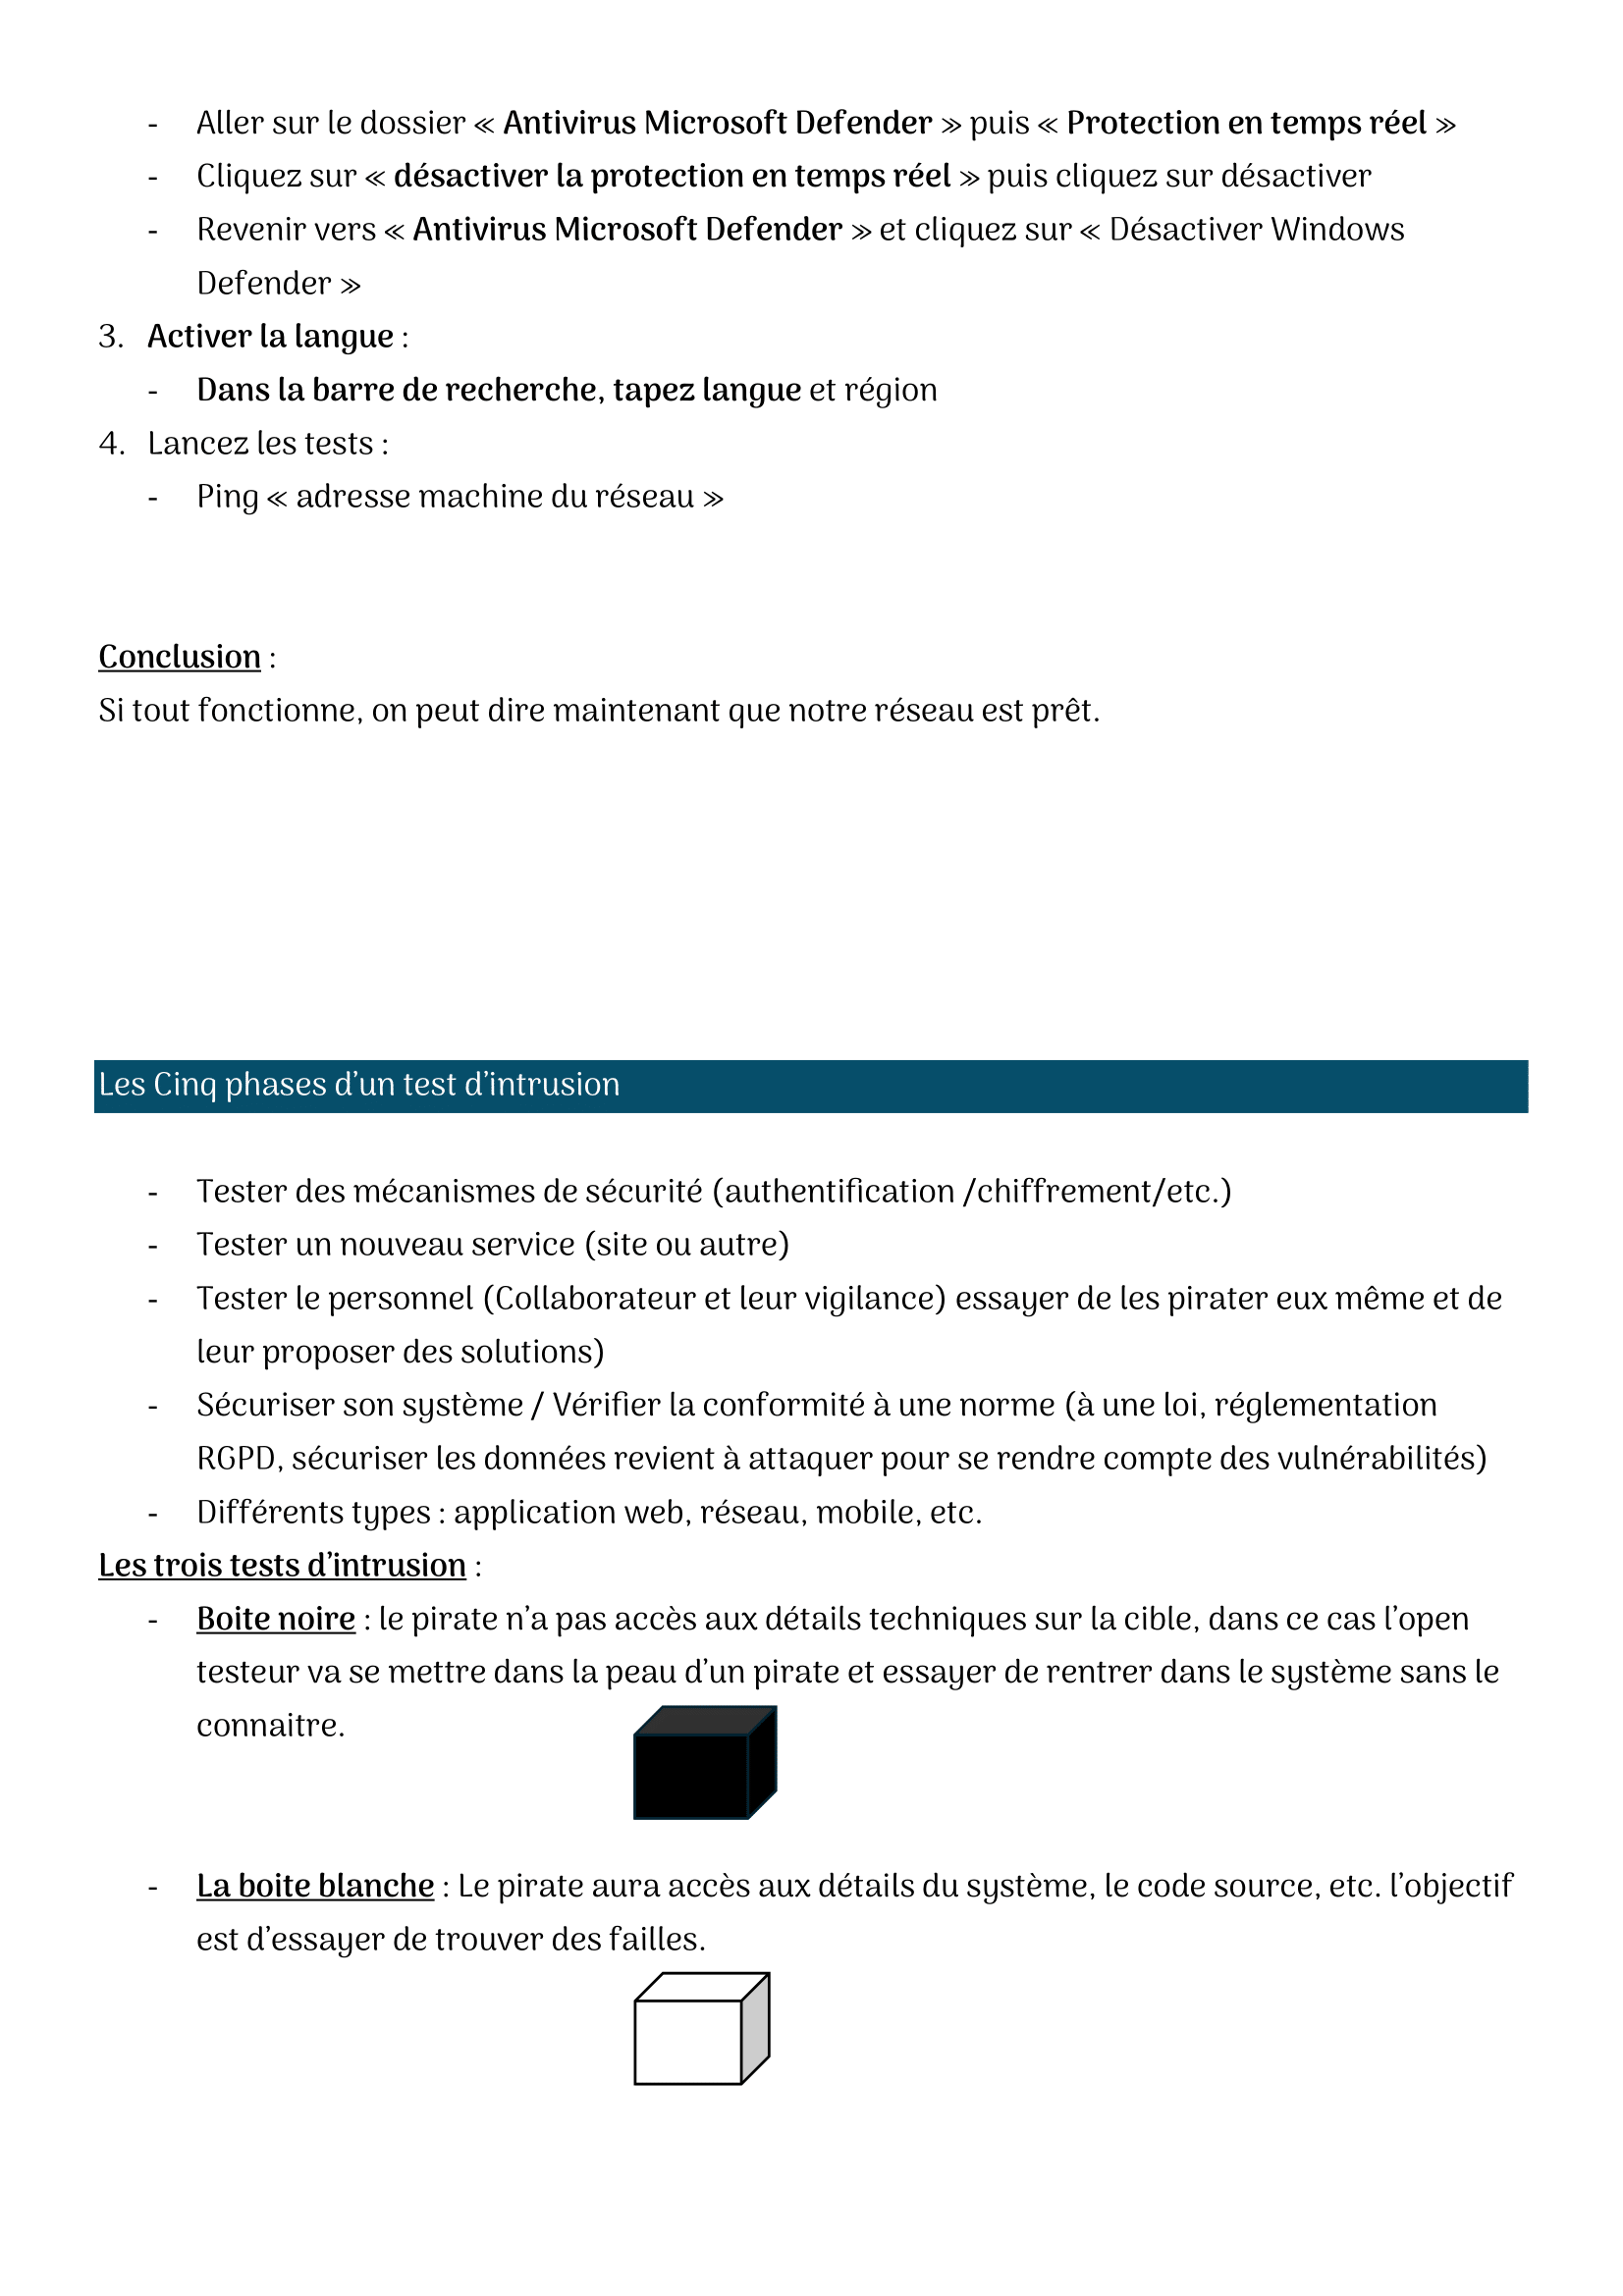 - Aller sur le dossier « Antivirus Microsoft Defender » puis « Protection en temps réel »
- Cliquez sur « désactiver la protection en temps réel » puis cliquez sur désactiver
- Revenir vers « Antivirus Microsoft Defender » et cliquez sur « Désactiver Windows
Defender »
3. Activer la langue :
- Dans la barre de recherche, tapez langue et région
4. Lancez les tests :
- Ping « adresse machine du réseau »
Conclusion :
Si tout fonctionne, on peut dire maintenant que notre réseau est prêt.
Les Cinq phases d’un test d’intrusion
- Tester des mécanismes de sécurité (authentification /chiffrement/etc.)
- Tester un nouveau service (site ou autre)
- Tester le personnel (Collaborateur et leur vigilance) essayer de les pirater eux même et de
leur proposer des solutions)
- Sécuriser son système / Vérifier la conformité à une norme (à une loi, réglementation
RGPD, sécuriser les données revient à attaquer pour se rendre compte des vulnérabilités)
- Différents types : application web, réseau, mobile, etc.
Les trois tests d’intrusion :
- Boite noire : le pirate n’a pas accès aux détails techniques sur la cible, dans ce cas l’open
testeur va se mettre dans la peau d’un pirate et essayer de rentrer dans le système sans le
connaitre.
- La boite blanche : Le pirate aura accès aux détails du système, le code source, etc. l’objectif
est d’essayer de trouver des failles.